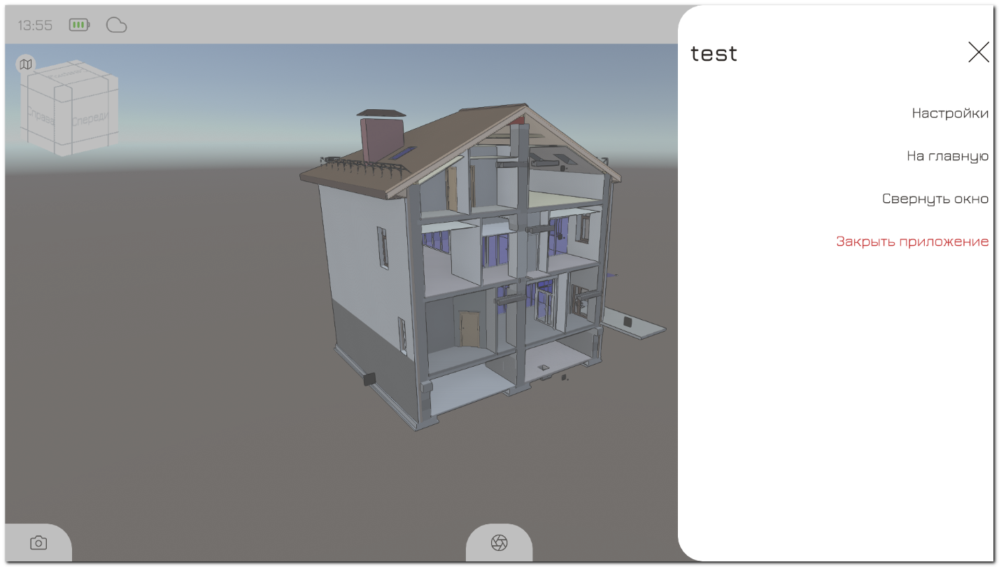 13:55
test
Справа
Спереди
Настройки
На главную
Свернуть окно
Закрыть приложение